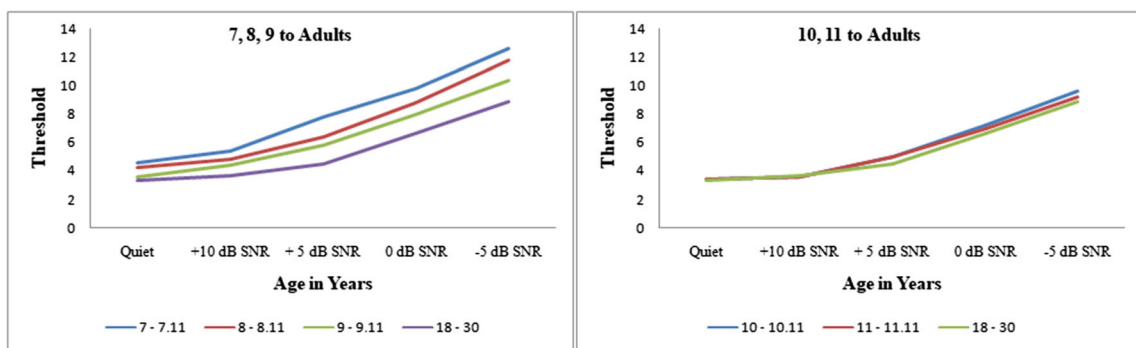 7, 8, 9 to Adults
14
12
10
8
6
4
2
0
Threshold
Quiet +10 dB SNR + 5 dB SNR 0 dB SNR -5 dB SNR
Age in Years
7 - 7.11 8 - 8.11 9 - 9.11 18 - 30
10, 11 to Adults
14
12
10
8
6
4
2
0
Threshold
Quiet +10 dB SNR + 5 dB SNR 0 dB SNR -5 dB SNR
Age in Years
10 - 10.11 11 - 11.11 18 - 30